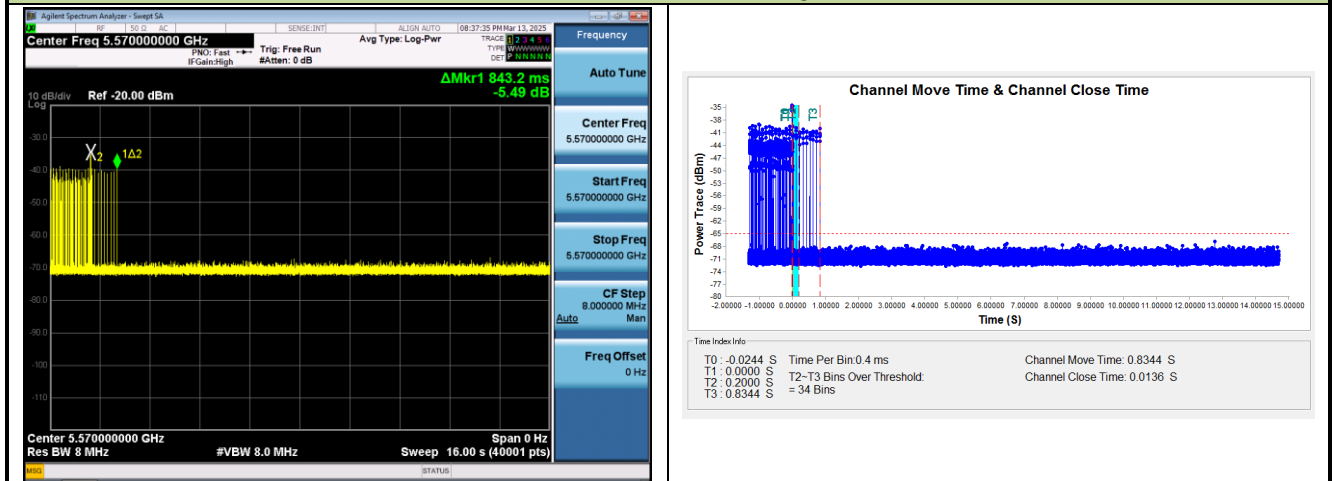 Agilent Spectrum Analyzer - Swept SA
RF 50 Ω AC SENSE:INT ALIGN AUTO 08:37:35 PM Mar 13, 2025
Center Freq 5.570000000 GHz
PNO: Fast
IFGain:High
Trig: Free Run
#Atten: 0 dB
Avg Type: Log-Pwr
TRACE 1 2 3 4 5 6
TYPE WWWWWW
DET P N N N N N
ΔMkr1 843.2 ms
-5.49 dB
10 dB/div Ref -20.00 dBm
Log
-30.0
-40.0
-50.0
-60.0
-70.0
-80.0
-90.0
-100
-110
X2
1Δ2
Center 5.570000000 GHz Span 0 Hz
Res BW 8 MHz #VBW 8.0 MHz Sweep 16.00 s (40001 pts)
MSG STATUS
Frequency
Auto Tune
Center Freq
5.570000000 GHz
Start Freq
5.570000000 GHz
Stop Freq
5.570000000 GHz
CF Step
8.000000 MHz
Auto Man
Freq Offset
0 Hz
Channel Move Time & Channel Close Time
Power Trace (dBm)
-35
-38
-41
-44
-47
-50
-53
-56
-59
-62
-65
-68
-71
-74
-77
-80
T3
-2.00000 -1.00000 0.00000 1.00000 2.00000 3.00000 4.00000 5.00000 6.00000 7.00000 8.00000 9.00000 10.00000 11.00000 12.00000 13.00000 14.00000 15.00000
Time (S)
Time Index Info
T0 : -0.0244 S Time Per Bin:0.4 ms Channel Move Time: 0.8344 S
T1 : 0.0000 S
T2 : 0.2000 S T2~T3 Bins Over Threshold: Channel Close Time: 0.0136 S
T3 : 0.8344 S = 34 Bins